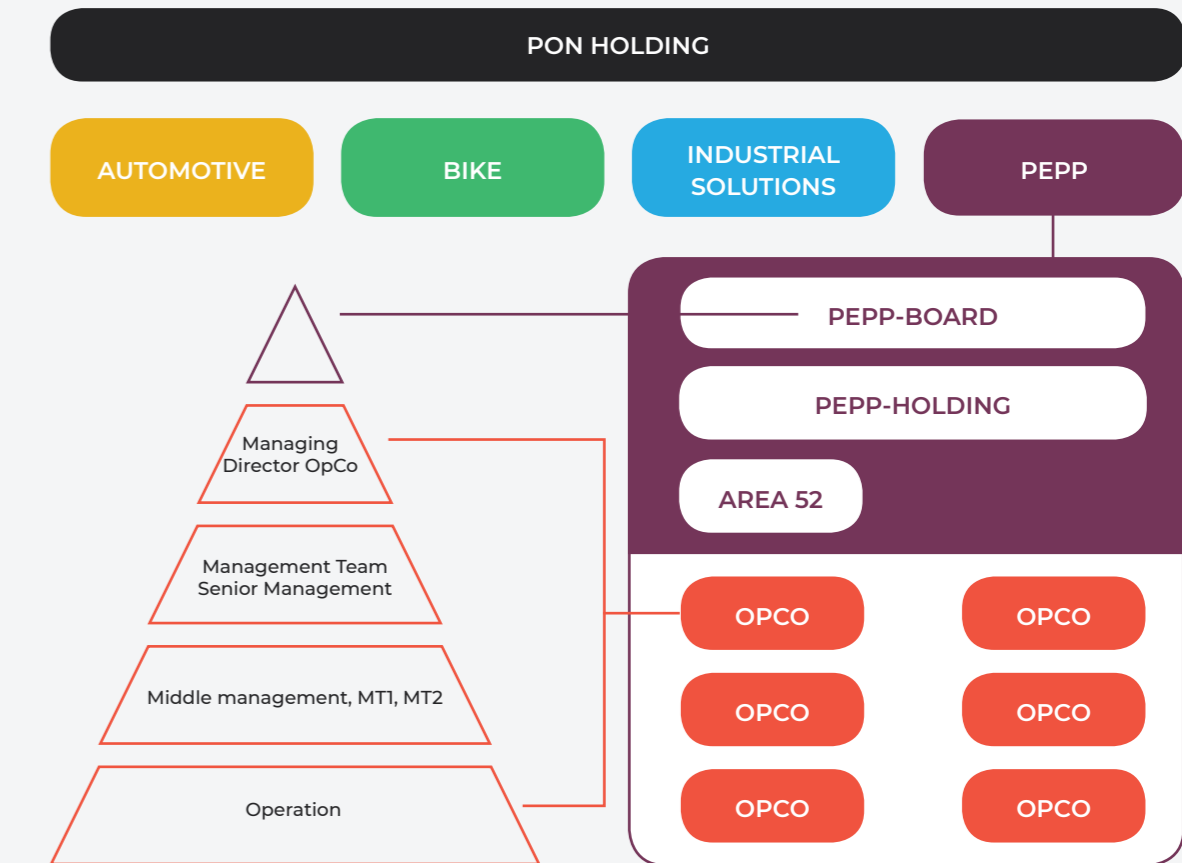 PON HOLDING
AUTOMOTIVE
BIKE
INDUSTRIAL
SOLUTIONS
PEPP
PEPP-BOARD
PEPP-HOLDING
AREA 52
Managing
Director OpCo
Management Team
Senior Management
Middle management, MT1, MT2
Operation
OPCO
OPCO
OPCO
OPCO
OPCO
OPCO